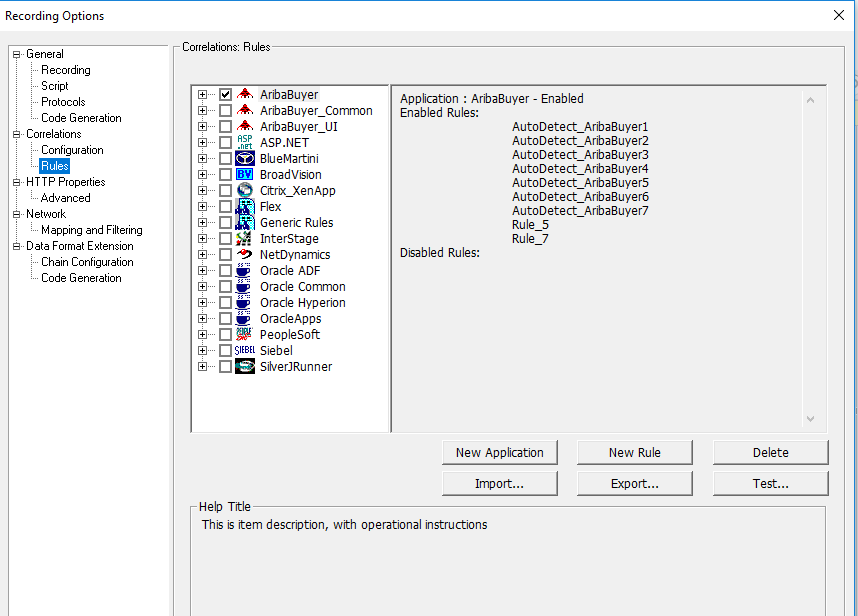 Recording Options
General
Recording
Script
Protocols
Code Generation
Correlations
Configuration
Rules
HTTP Properties
Advanced
Network
Mapping and Filtering
Data Format Extension
Chain Configuration
Code Generation
Correlations: Rules
AribaBuyer
AribaBuyer_Common
AribaBuyer_UI
ASP .net ASP.NET
BlueMartini
BV BroadVision
Citrix_XenApp
Flex
Generic Rules
InterStage
NetDynamics
Oracle ADF
Oracle Common
Oracle Hyperion
OracleApps
PeopleSoft
SIEBEL Siebel
SilverJRunner
Application : AribaBuyer - Enabled
Enabled Rules:
AutoDetect_AribaBuyer1
AutoDetect_AribaBuyer2
AutoDetect_AribaBuyer3
AutoDetect_AribaBuyer4
AutoDetect_AribaBuyer5
AutoDetect_AribaBuyer6
AutoDetect_AribaBuyer7
Rule_5
Rule_7
Disabled Rules:
New Application New Rule Delete
Import... Export... Test...
Help Title
This is item description, with operational instructions